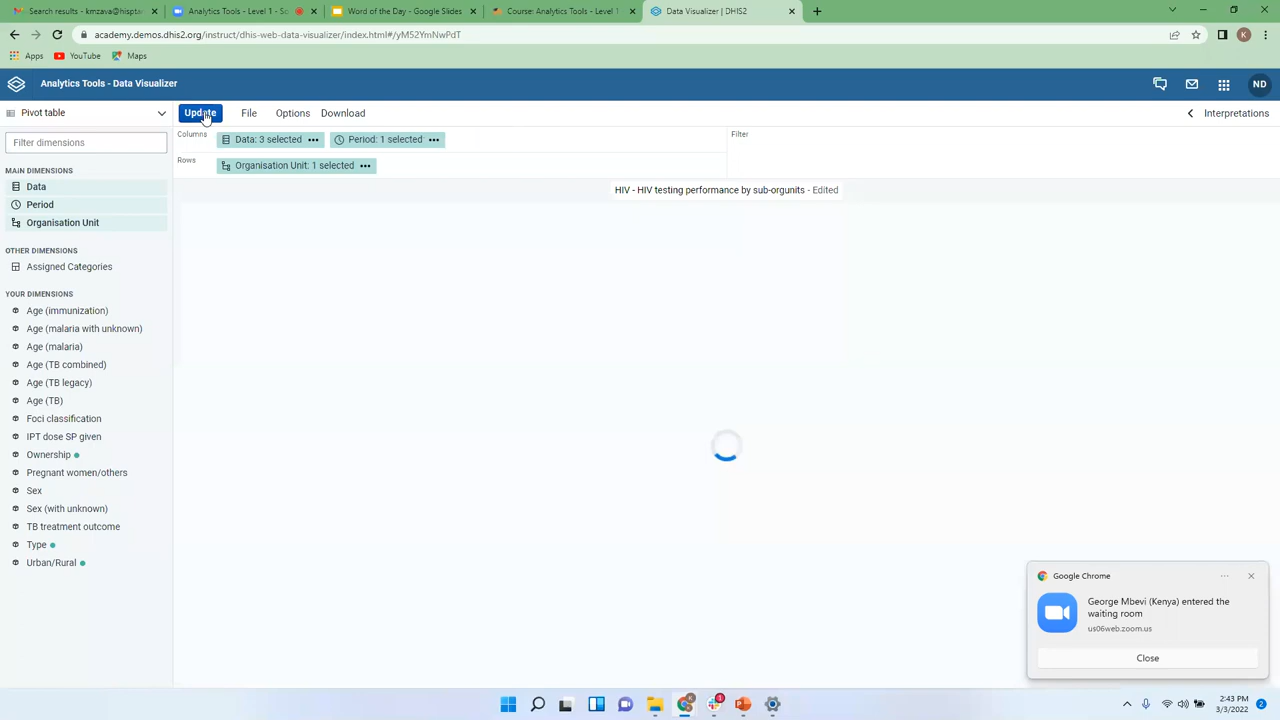 Search results - kmzava@hisptan
Analytics Tools - Level 1 - So
Word of the Day - Google Slides
Course: Analytics Tools - Level 1
Data Visualizer | DHIS2
academy.demos.dhis2.org/instruct/dhis-web-data-visualizer/index.html#/yM52YmNwPdT
K
Apps
YouTube
Maps
Analytics Tools - Data Visualizer
ND
Pivot table
Update
File
Options
Download
Interpretations
Filter dimensions
Columns
Data: 3 selected
Period: 1 selected
Filter
Rows
Organisation Unit: 1 selected
HIV - HIV testing performance by sub-orgunits - Edited
MAIN DIMENSIONS
Data
Period
Organisation Unit
OTHER DIMENSIONS
Assigned Categories
YOUR DIMENSIONS
Age (immunization)
Age (malaria with unknown)
Age (malaria)
Age (TB combined)
Age (TB legacy)
Age (TB)
Foci classification
IPT dose SP given
Ownership
Pregnant women/others
Sex
Sex (with unknown)
TB treatment outcome
Type
Urban/Rural
Google Chrome
George Mbevi (Kenya) entered the
waiting room
us06web.zoom.us
Close
1
2:43 PM
3/3/2022
2